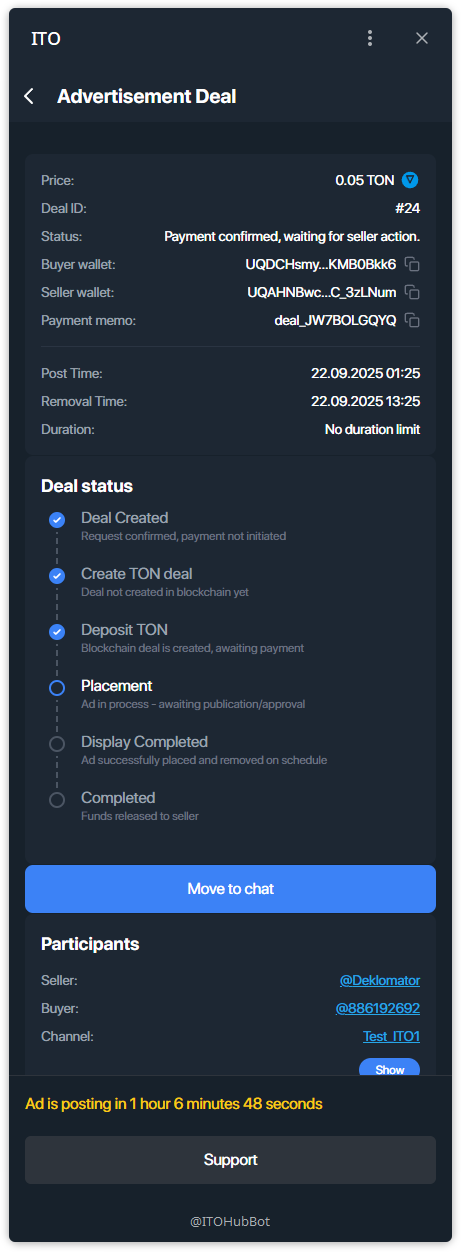 ITO
Advertisement Deal
Price: 0.05 TON
Deal ID: #24
Status: Payment confirmed, waiting for seller action.
Buyer wallet: UQDCHsmy...KMB0Bkk6
Seller wallet: UQAHNBwc...C_3zLNum
Payment memo: deal_JW7BOLGQYQ
Post Time: 22.09.2025 01:25
Removal Time: 22.09.2025 13:25
Duration: No duration limit
Deal status
Deal Created
Request confirmed, payment not initiated
Create TON deal
Deal not created in blockchain yet
Deposit TON
Blockchain deal is created, awaiting payment
Placement
Ad in process - awaiting publication/approval
Display Completed
Ad successfully placed and removed on schedule
Completed
Funds released to seller
Move to chat
Participants
Seller: @Deklomator
Buyer: @886192692
Channel: Test_ITO1
Show
Ad is posting in 1 hour 6 minutes 48 seconds
Support
@ITOHubBot